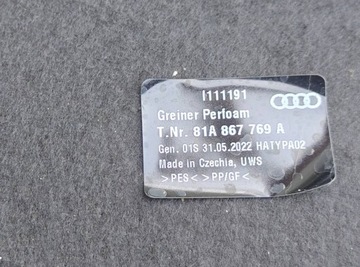 I111191
Greiner Perfoam
T.Nr. 81A 867 769 A
Gen. 01S 31.05.2022 HATYPA02
Made in Czechia, UWS
>PES< >PP/GF<